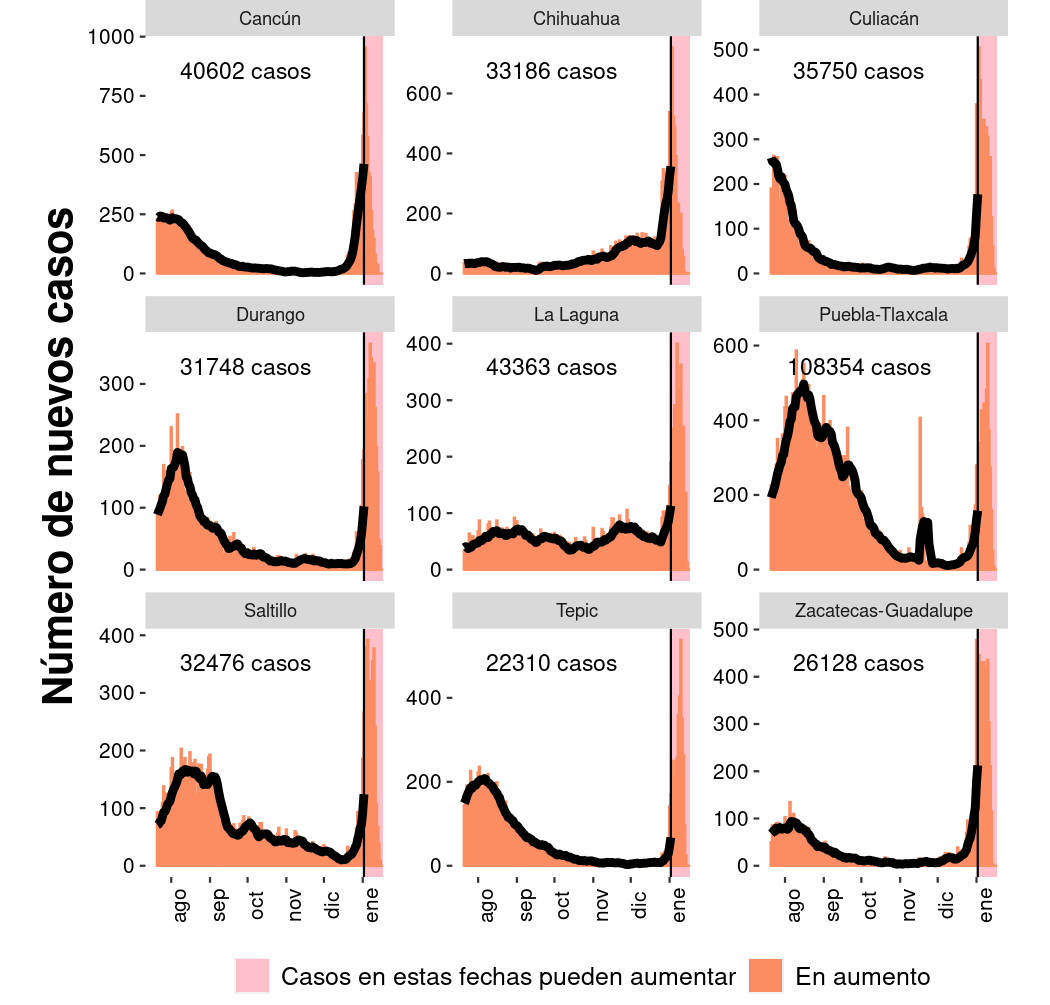 Número de nuevos casos
Cancún
40602 casos
1000
750
500
250
0
Chihuahua
33186 casos
600
400
200
0
Culiacán
35750 casos
500
400
300
200
100
0
Durango
31748 casos
300
200
100
0
La Laguna
43363 casos
400
300
200
100
0
Puebla-Tlaxcala
108354 casos
600
400
200
0
Saltillo
32476 casos
400
300
200
100
0
ago sep oct nov dic ene
Tepic
22310 casos
400
200
0
ago sep oct nov dic ene
Zacatecas-Guadalupe
26128 casos
500
400
300
200
100
0
ago sep oct nov dic ene
Casos en estas fechas pueden aumentar En aumento